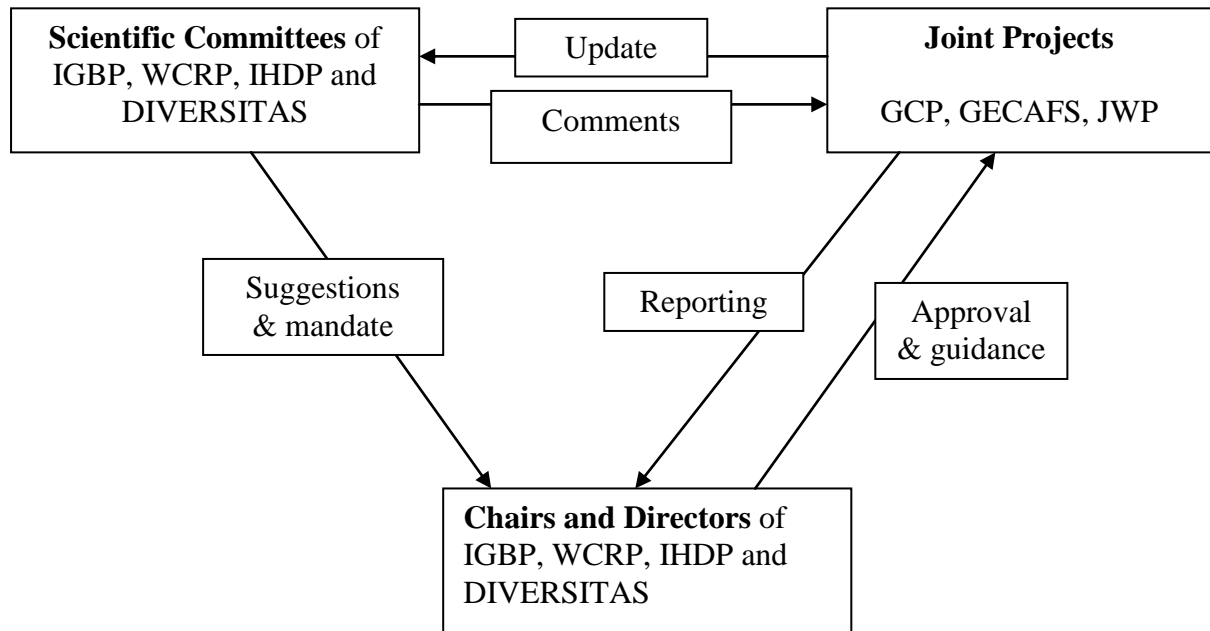 Scientific Committees of
IGBP, WCRP, IHDP and
DIVERSITAS
Update
Comments
Joint Projects
GCP, GECAFS, JWP
Suggestions
& mandate
Reporting
Approval
& guidance
Chairs and Directors of
IGBP, WCRP, IHDP and
DIVERSITAS